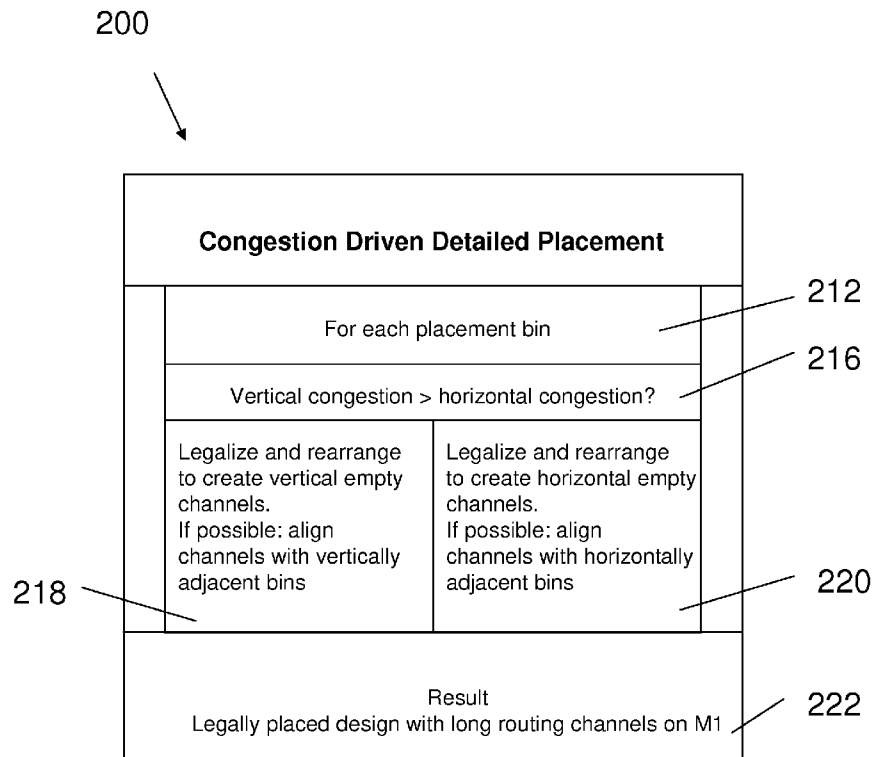 200
Congestion Driven Detailed Placement
For each placement bin
212
Vertical congestion > horizontal congestion?
216
Legalize and rearrange
to create vertical empty
channels.
If possible: align
channels with vertically
adjacent bins
218
Legalize and rearrange
to create horizontal empty
channels.
If possible: align
channels with horizontally
adjacent bins
220
Result
Legally placed design with long routing channels on M1
222